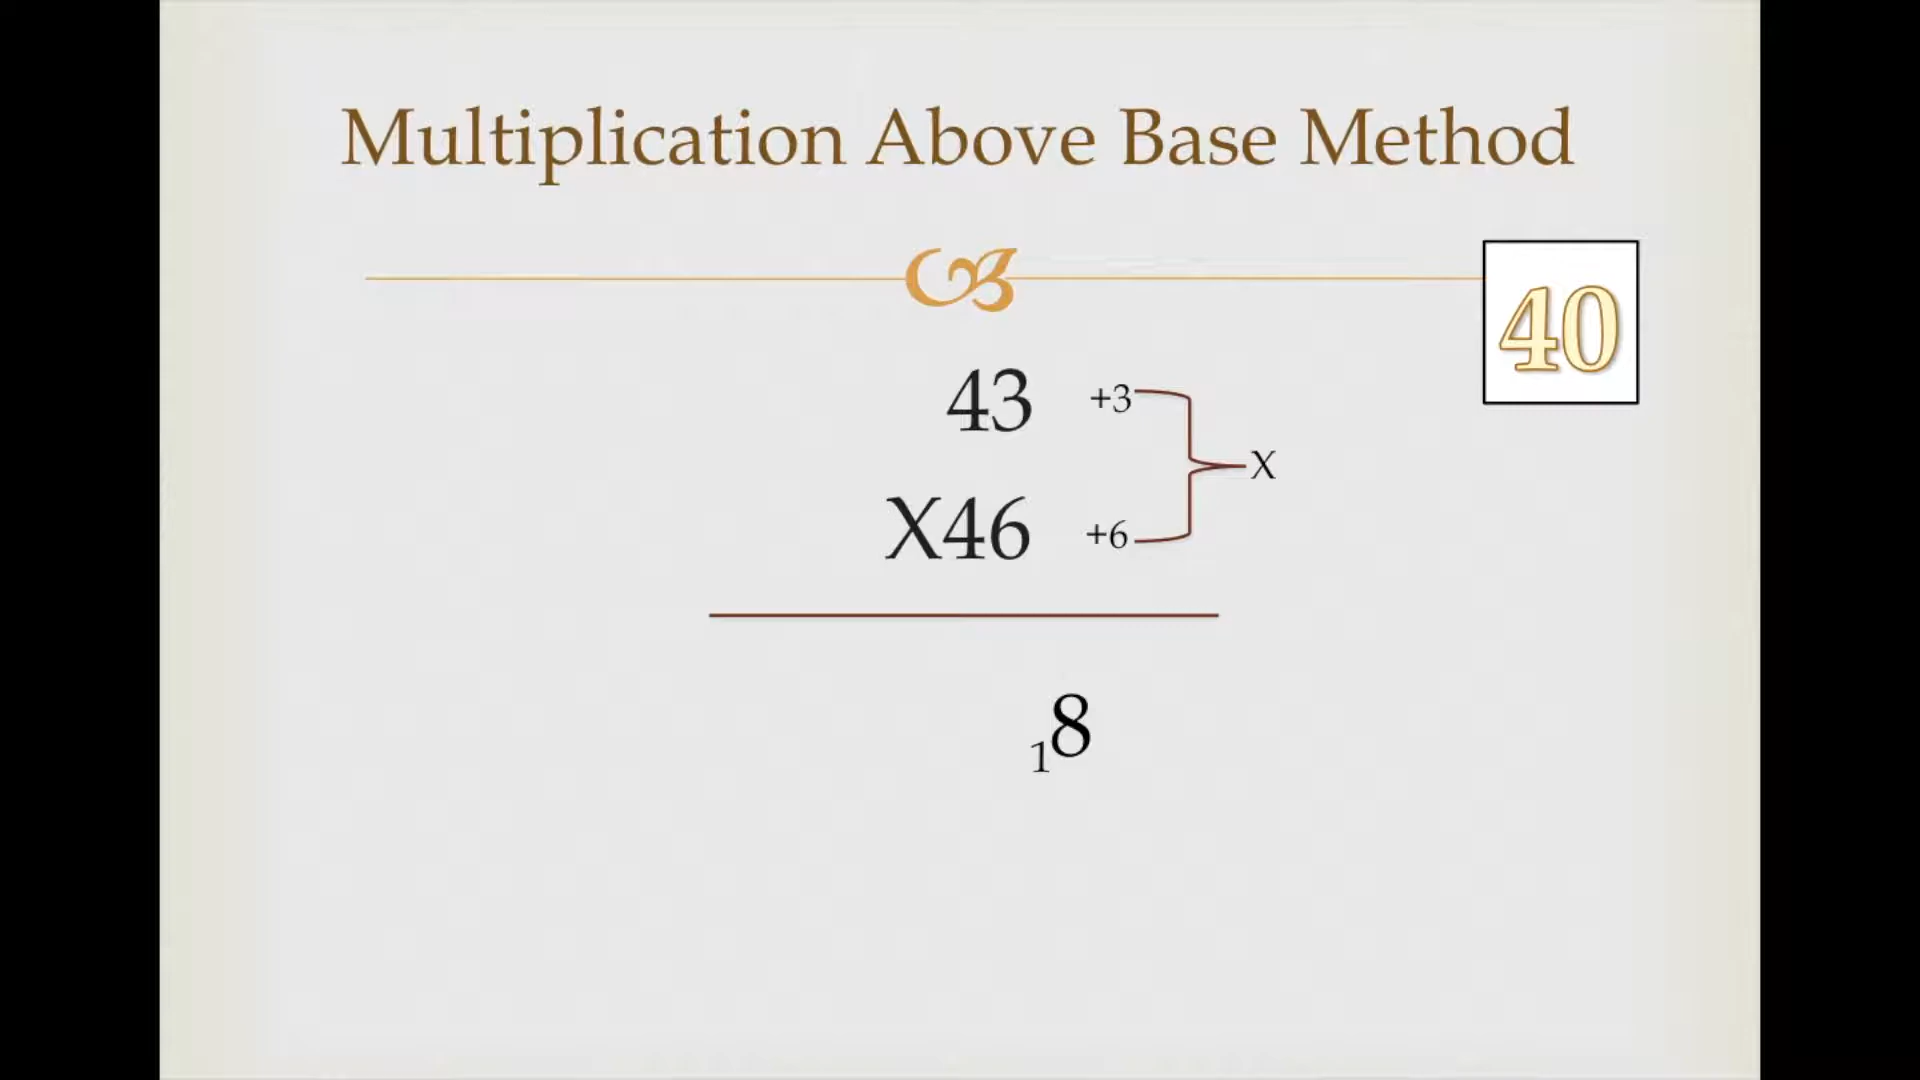 Multiplication Above Base Method
40
43 +3
X
X46 +6
18